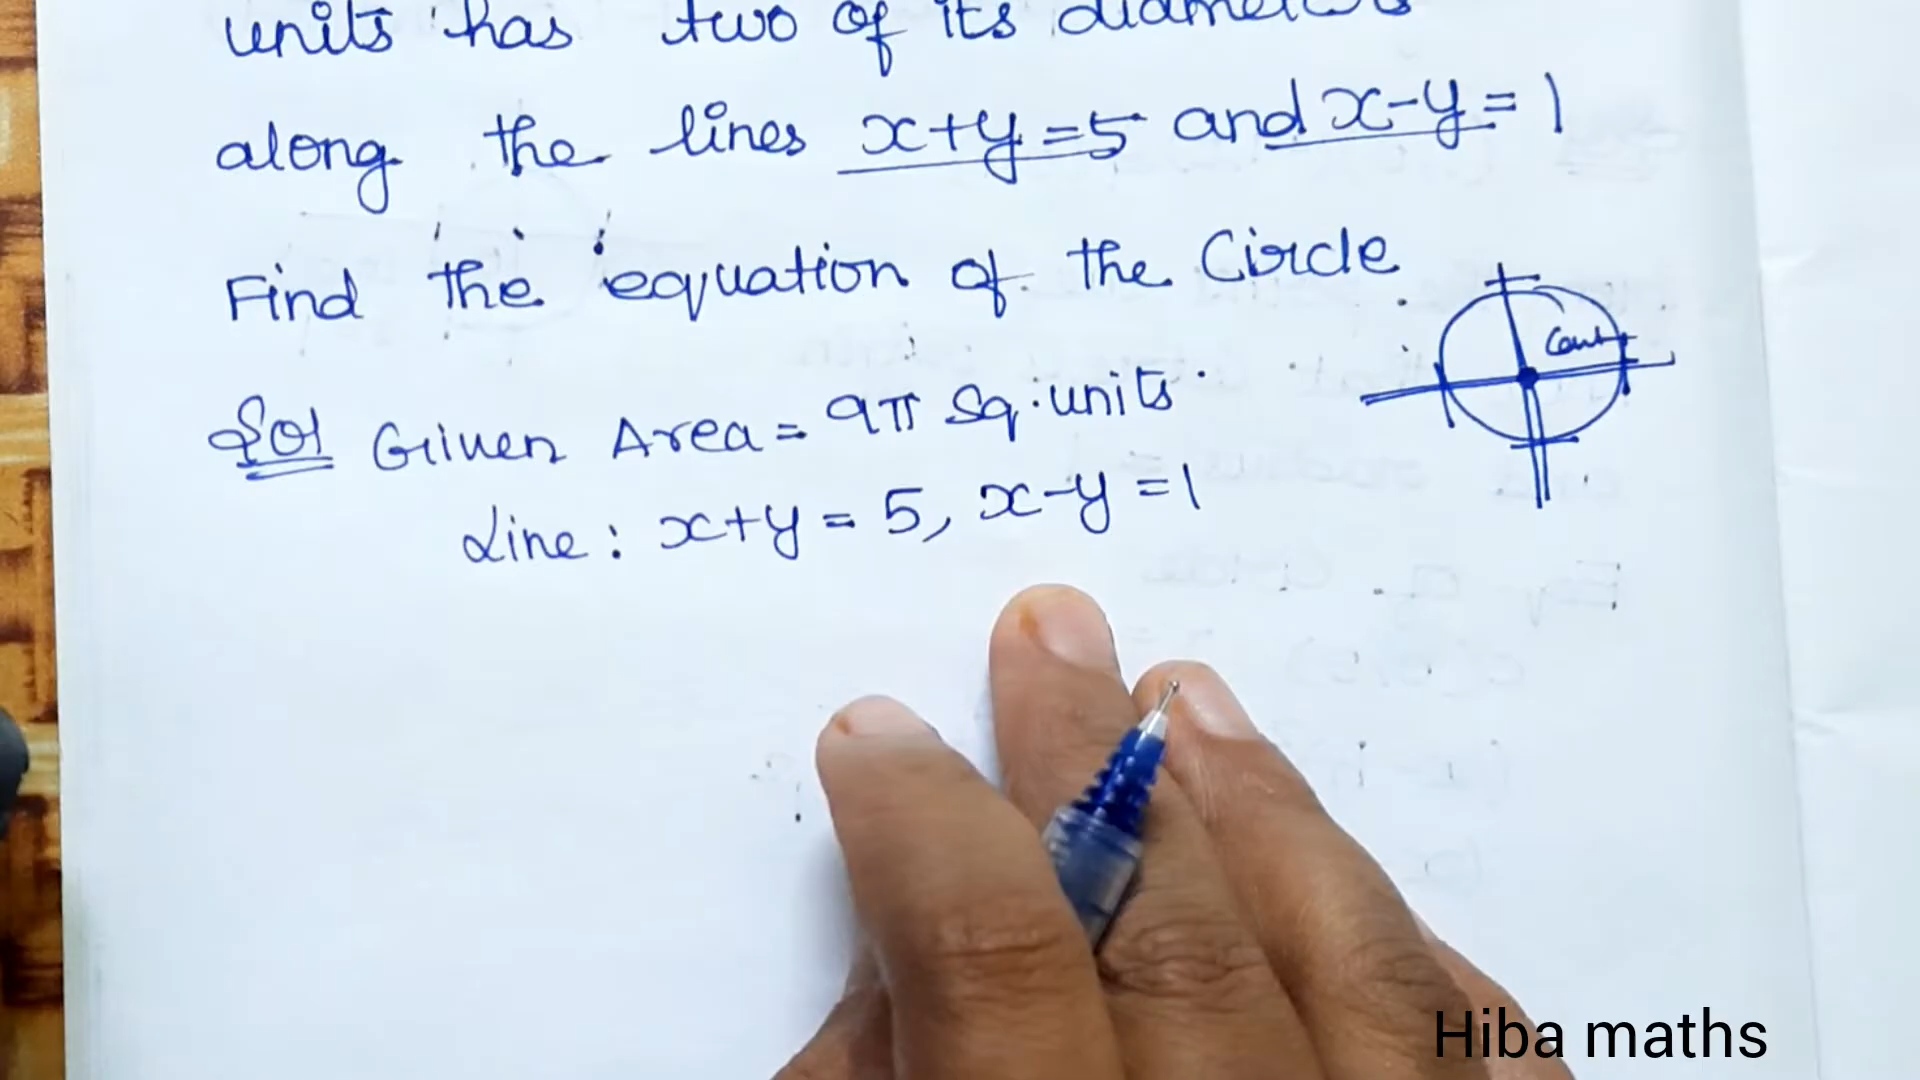 units has two of its diameters
along the lines x+y=5 and x-y=1
Find the equation of the Circle
Sol Given Area = 9π Sq.units.
Line: x+y = 5, x-y =1
Hiba maths